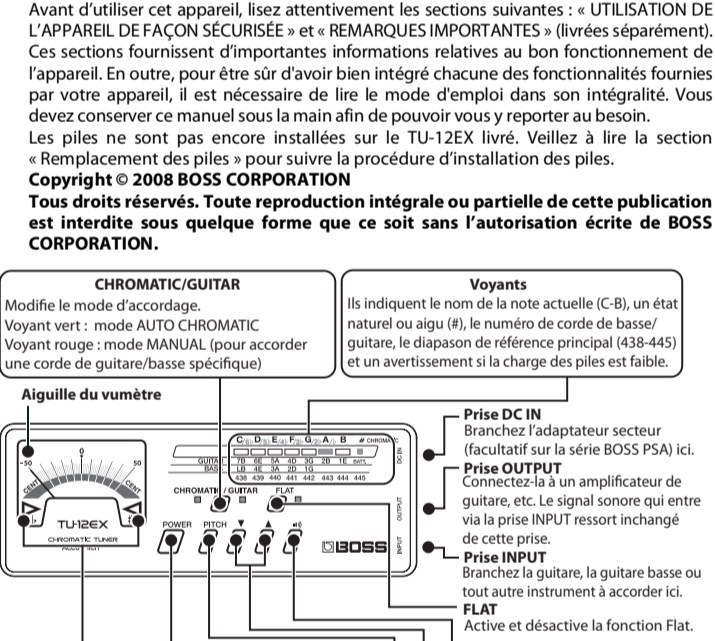 Avant d'utiliser cet appareil, lisez attentivement les sections suivantes : « UTILISATION DE
L'APPAREIL DE FAÇON SÉCURISÉE » et « REMARQUES IMPORTANTES » (livrées séparément).
Ces sections fournissent d'importantes informations relatives au bon fonctionnement de
l'appareil. En outre, pour être sûr d'avoir bien intégré chacune des fonctionnalités fournies
par votre appareil, il est nécessaire de lire le mode d'emploi dans son intégralité. Vous
devez conserver ce manuel sous la main afin de pouvoir vous y reporter au besoin.
Les piles ne sont pas encore installées sur le TU-12EX livré. Veillez à lire la section
« Remplacement des piles » pour suivre la procédure d'installation des piles.
Copyright © 2008 BOSS CORPORATION
Tous droits réservés. Toute reproduction intégrale ou partielle de cette publication
est interdite sous quelque forme que ce soit sans l'autorisation écrite de BOSS
CORPORATION.
CHROMATIC/GUITAR
Modifie le mode d'accordage.
Voyant vert : mode AUTO CHROMATIC
Voyant rouge : mode MANUAL (pour accorder
une corde de guitare/basse spécifique)
Voyants
Ils indiquent le nom de la note actuelle (C-B), un état
naturel ou aigu (#), le numéro de corde de basse/
guitare, le diapason de référence principal (438-445)
et un avertissement si la charge des piles est faible.
Aiguille du vumètre
-50 0 50
CENT CENT
TU-12EX
CHROMATIC TUNER
C D E F G A B # CHROMATIC
GUITAR 7B 6E 5A 4D 3G 2B 1E BATT.
BASS LB 4E 3A 2D 1G
438 439 440 441 442 443 444 445
CHROMATIC / GUITAR FLAT
POWER PITCH ▼ ▲
BOSS
DC IN
OUTPUT
INPUT
Prise DC IN
Branchez l'adaptateur secteur
(facultatif sur la série BOSS PSA) ici.
Prise OUTPUT
Connectez-la à un amplificateur de
guitare, etc. Le signal sonore qui entre
via la prise INPUT ressort inchangé
de cette prise.
Prise INPUT
Branchez la guitare, la guitare basse ou
tout autre instrument à accorder ici.
FLAT
Active et désactive la fonction Flat.